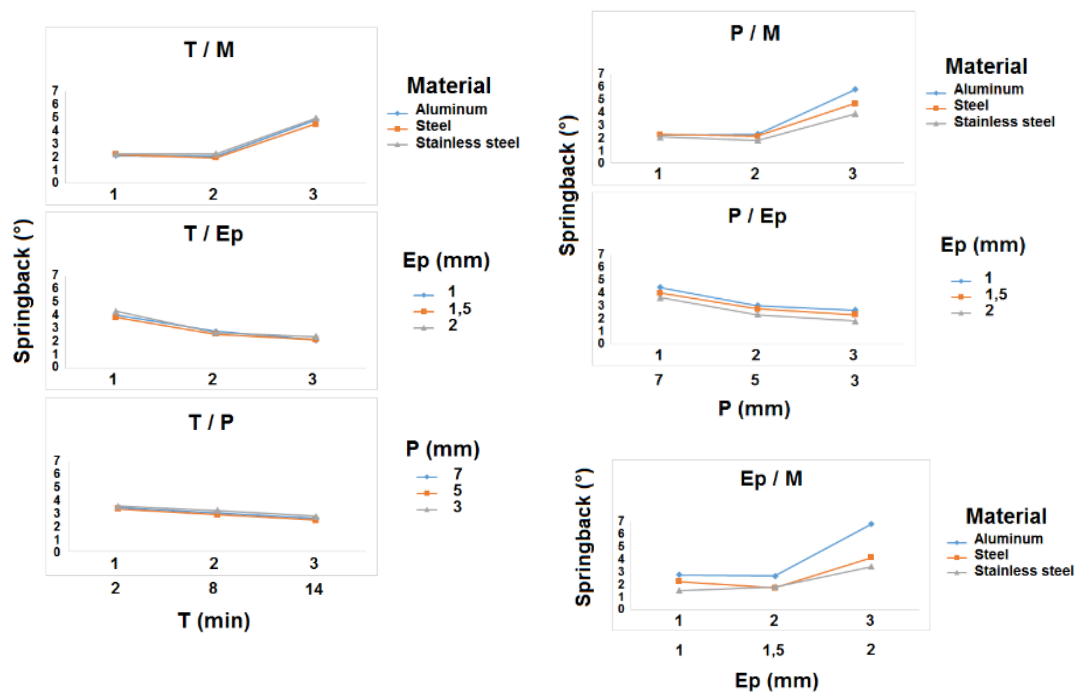 T / M
7
6
5
4
3
2
1
0
1 2 3
Material
Aluminum
Steel
Stainless steel
Springback (°)
T / Ep
7
6
5
4
3
2
1
0
1 2 3
Ep (mm)
1
1,5
2
T / P
7
6
5
4
3
2
1
0
1 2 3
2 8 14
T (min)
P (mm)
7
5
3
P / M
7
6
5
4
3
2
1
0
1 2 3
Material
Aluminum
Steel
Stainless steel
Springback (°)
P / Ep
7
6
5
4
3
2
1
0
1 2 3
7 5 3
P (mm)
Ep (mm)
1
1,5
2
Ep / M
Springback (°)
7
6
5
4
3
2
1
0
1 2 3
1 1,5 2
Ep (mm)
Material
Aluminum
Steel
Stainless steel